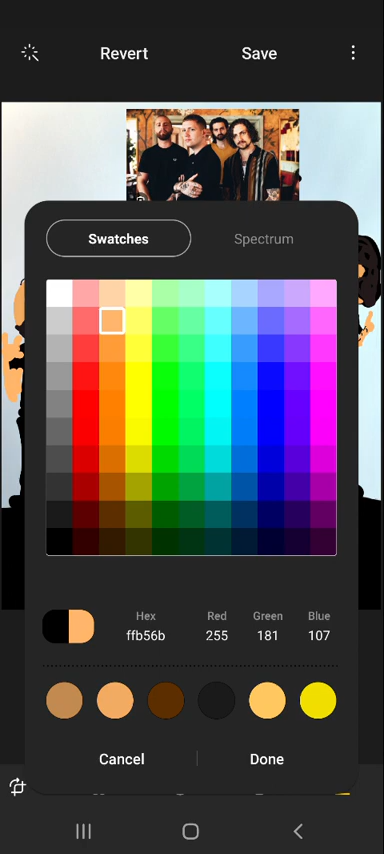 Revert Save
Swatches Spectrum
Hex Red Green Blue
ffb56b 255 181 107
Cancel Done